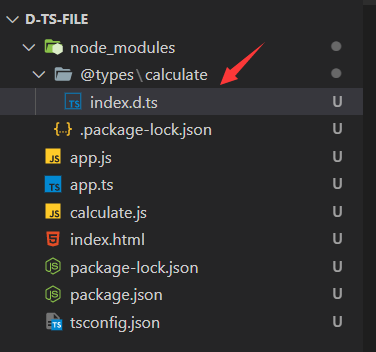 D-TS-FILE
node_modules
@types\calculate
TS index.d.ts U
{..} .package-lock.json U
JS app.js U
TS app.ts U
JS calculate.js U
index.html U
package-lock.json U
package.json U
TS tsconfig.json U